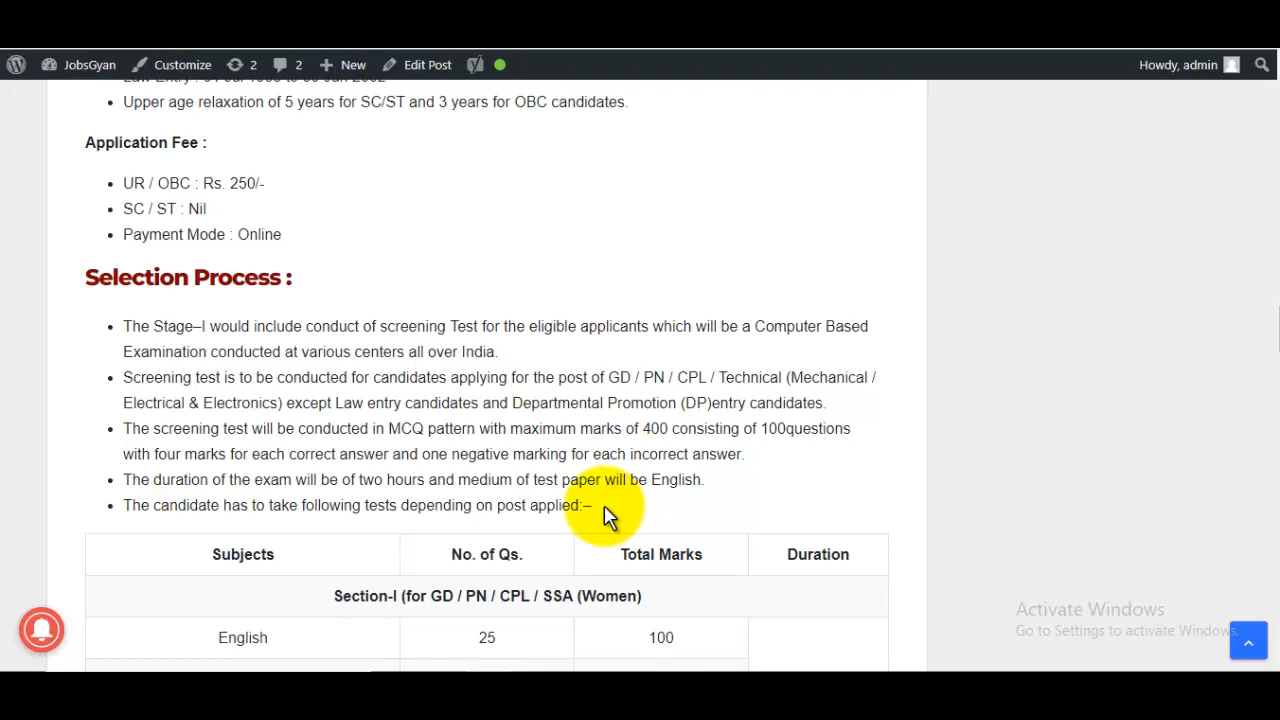 JobsGyan Customize 2 2 New Edit Post Howdy, admin
Upper age relaxation of 5 years for SC/ST and 3 years for OBC candidates.
Application Fee :
UR / OBC : Rs. 250/-
SC / ST : Nil
Payment Mode : Online
Selection Process :
The Stage–I would include conduct of screening Test for the eligible applicants which will be a Computer Based
Examination conducted at various centers all over India.
Screening test is to be conducted for candidates applying for the post of GD / PN / CPL / Technical (Mechanical /
Electrical & Electronics) except Law entry candidates and Departmental Promotion (DP)entry candidates.
The screening test will be conducted in MCQ pattern with maximum marks of 400 consisting of 100questions
with four marks for each correct answer and one negative marking for each incorrect answer.
The duration of the exam will be of two hours and medium of test paper will be English.
The candidate has to take following tests depending on post applied:–
Subjects No. of Qs. Total Marks Duration
Section-I (for GD / PN / CPL / SSA (Women)
English 25 100
Activate Windows
Go to Settings to activate Windows.